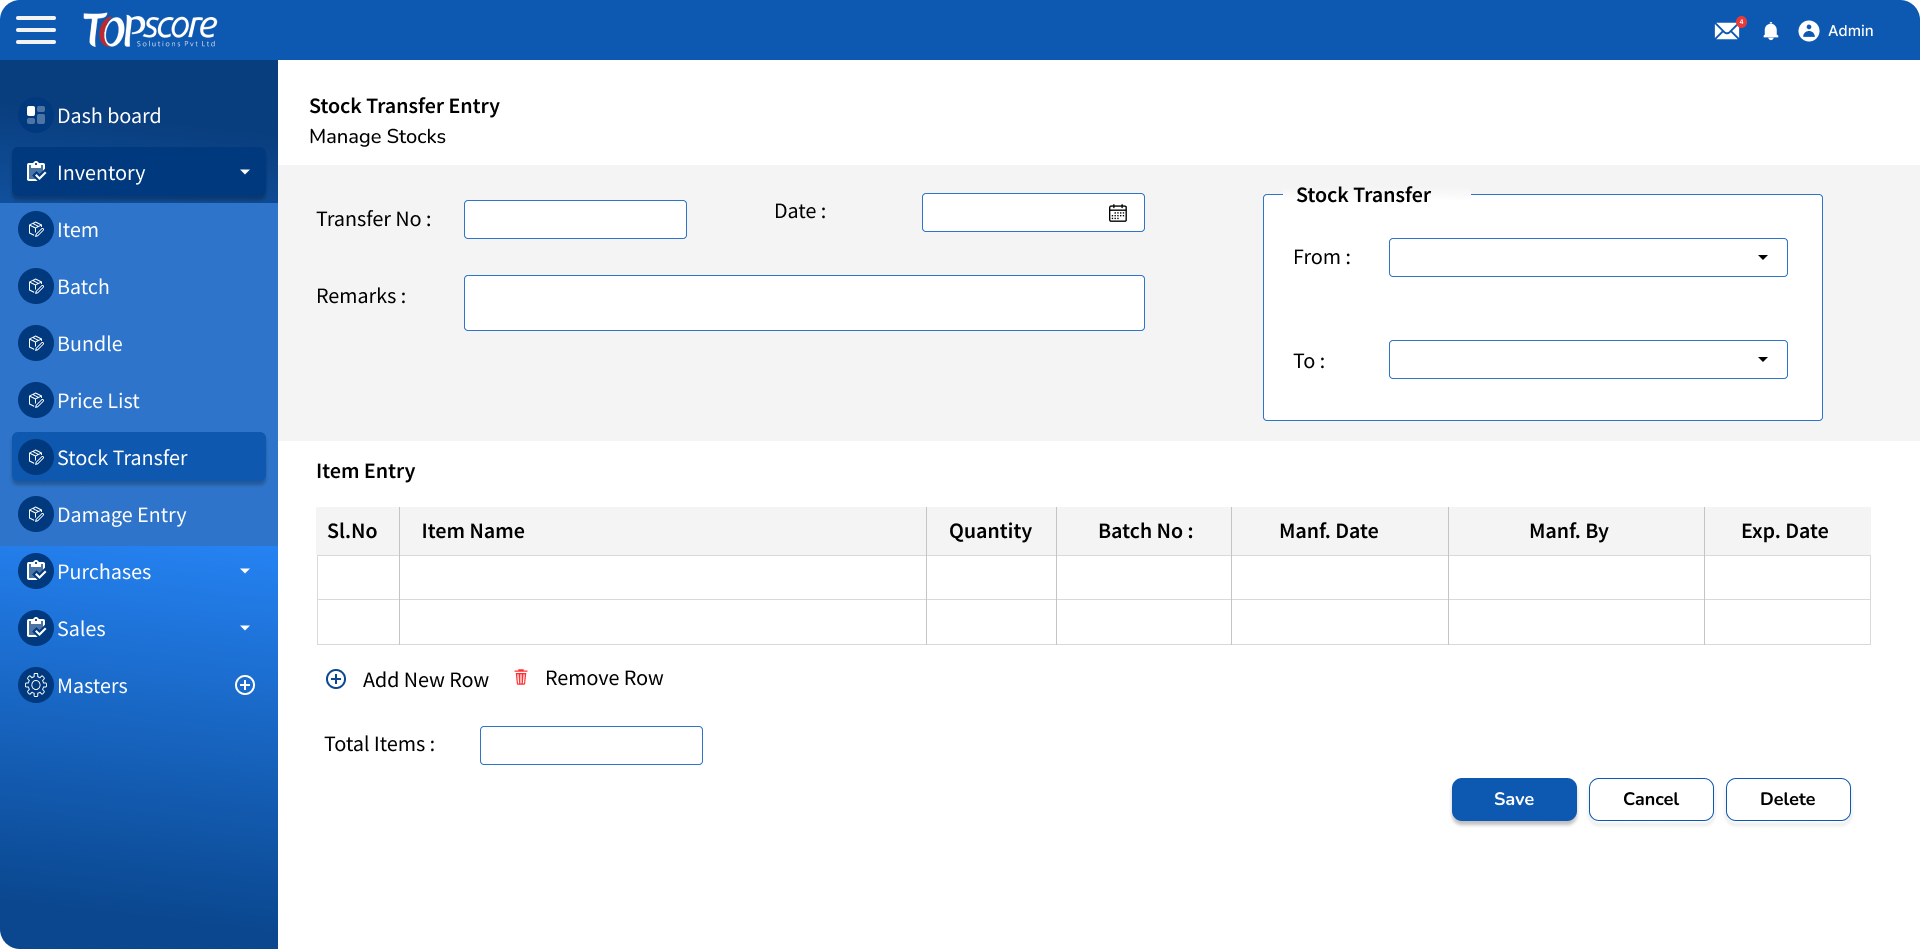 Topscore
Solutions Pvt Ltd
4
Admin
Dash board
Inventory
Item
Batch
Bundle
Price List
Stock Transfer
Damage Entry
Purchases
Sales
Masters
Stock Transfer Entry
Manage Stocks
Transfer No :
Date :
Remarks :
Stock Transfer
From :
To :
Item Entry
Sl.No Item Name Quantity Batch No : Manf. Date Manf. By Exp. Date
Add New Row Remove Row
Total Items :
Save Cancel Delete